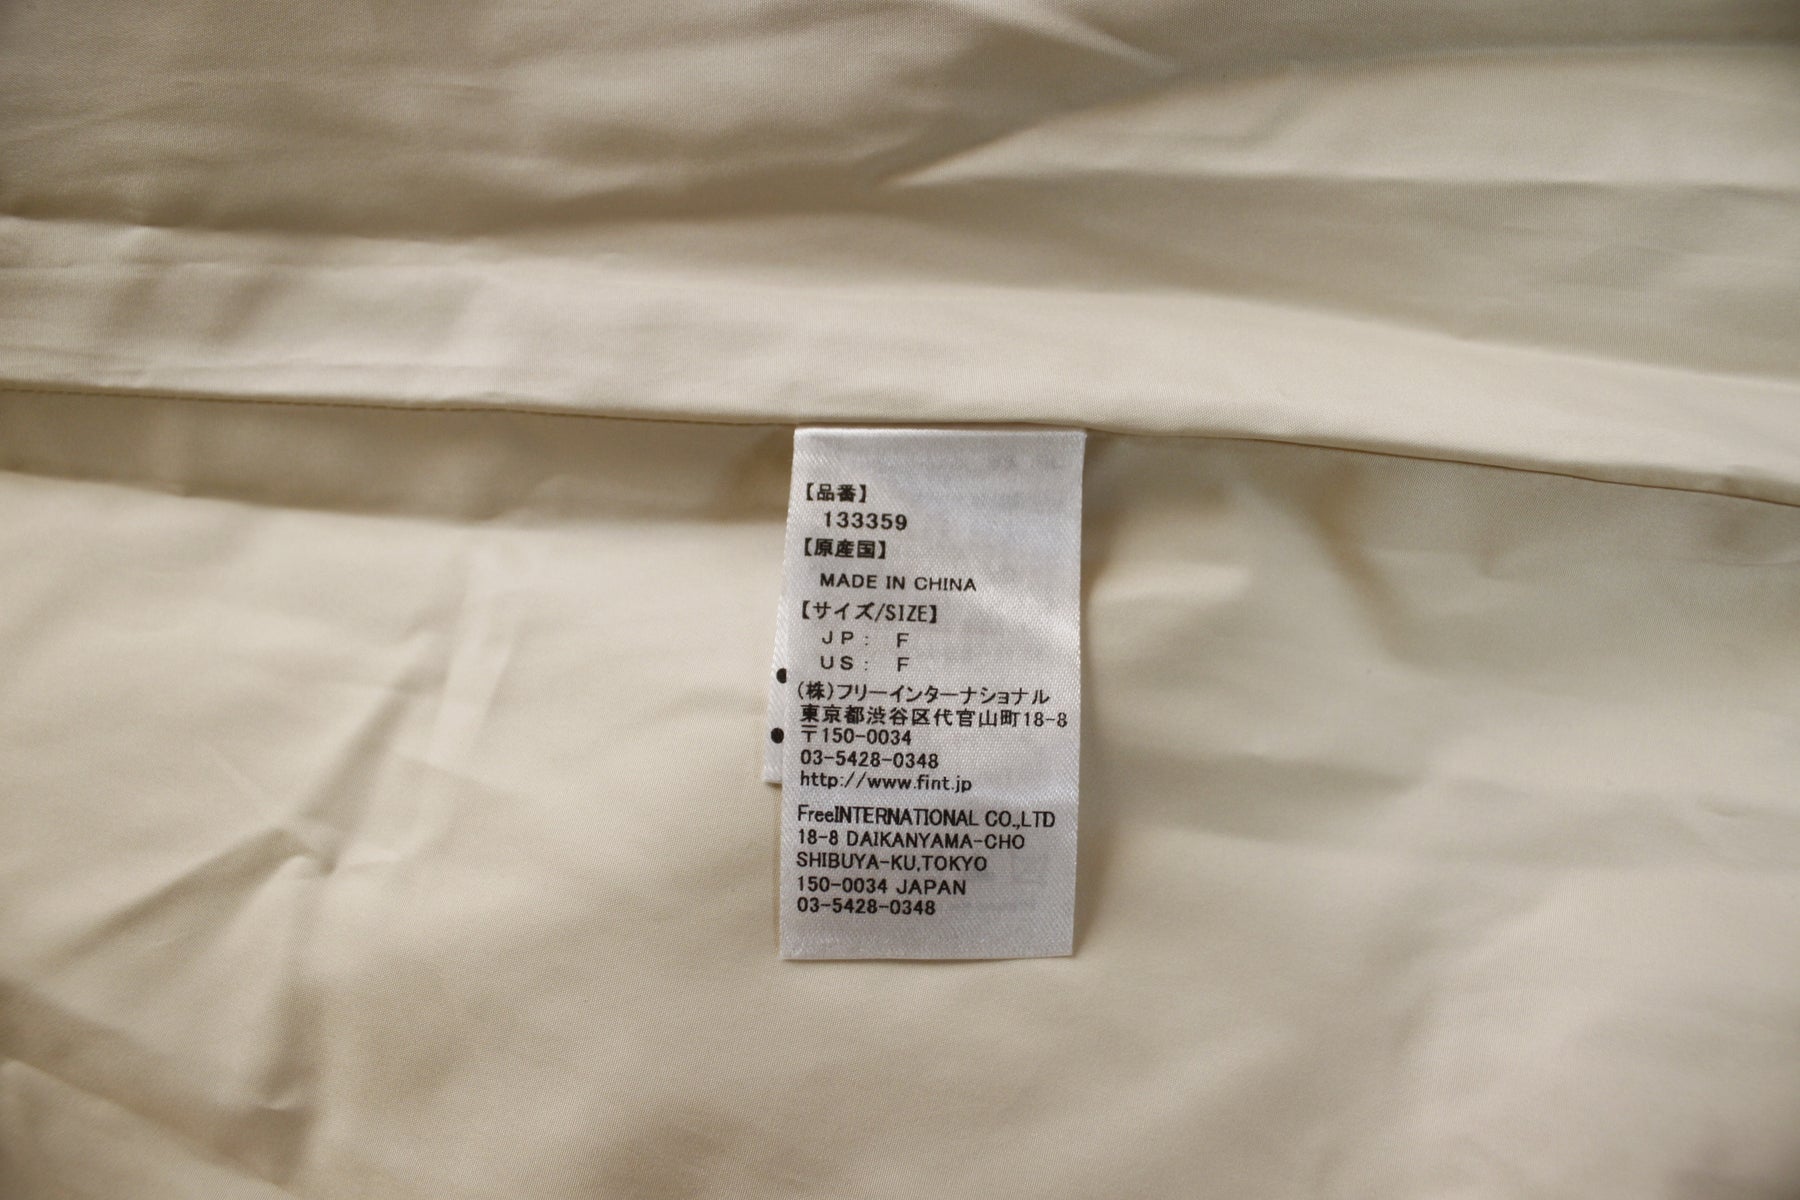 【品番】
133359
【原産国】
MADE IN CHINA
【サイズ/SIZE】
JP: F
US: F
(株)フリーインターナショナル
東京都渋谷区代官山町18-8
〒150-0034
03-5428-0348
http://www.fint.jp
FreeINTERNATIONAL CO.,LTD
18-8 DAIKANYAMA-CHO
SHIBUYA-KU,TOKYO
150-0034 JAPAN
03-5428-0348